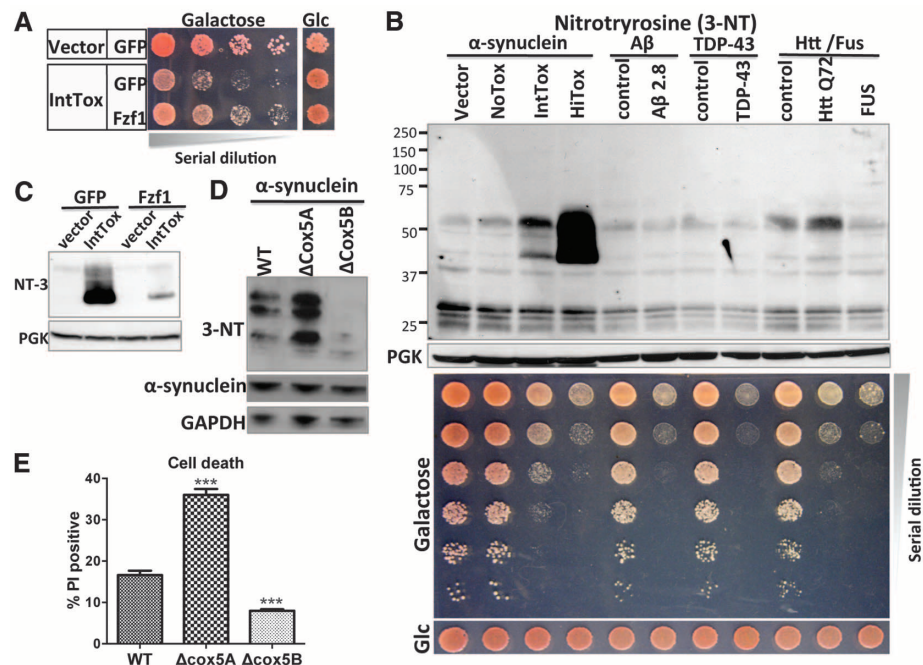 A
Galactose Glc
Vector GFP
IntTox
GFP
Fzf1
Serial dilution
B
Nitrotyrosine (3-NT)
α-synuclein Aβ TDP-43 Htt /Fus
Vector NoTox IntTox HiTox control Aβ 2.8 control TDP-43 control Htt Q72 FUS
250
150
100
75
50
37
25
PGK
Galactose
Glc
Serial dilution
C
GFP Fzf1
vector IntTox vector IntTox
NT-3
PGK
D
α-synuclein
WT ΔCox5A ΔCox5B
3-NT
α-synuclein
GAPDH
E
Cell death
% PI positive
40
30
20
10
0
*** ***
WT Δcox5A Δcox5B